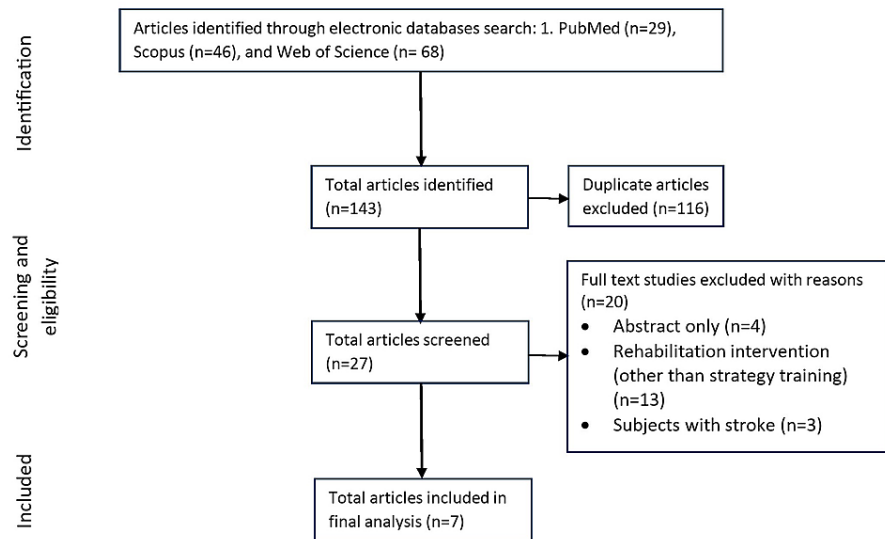 Identification
Articles identified through electronic databases search: 1. PubMed (n=29),
Scopus (n=46), and Web of Science (n= 68)
Total articles identified
(n=143)
Duplicate articles
excluded (n=116)
Screening and
eligibility
Total articles screened
(n=27)
Full text studies excluded with reasons
(n=20)
• Abstract only (n=4)
• Rehabilitation intervention
(other than strategy training)
(n=13)
• Subjects with stroke (n=3)
Included
Total articles included in
final analysis (n=7)